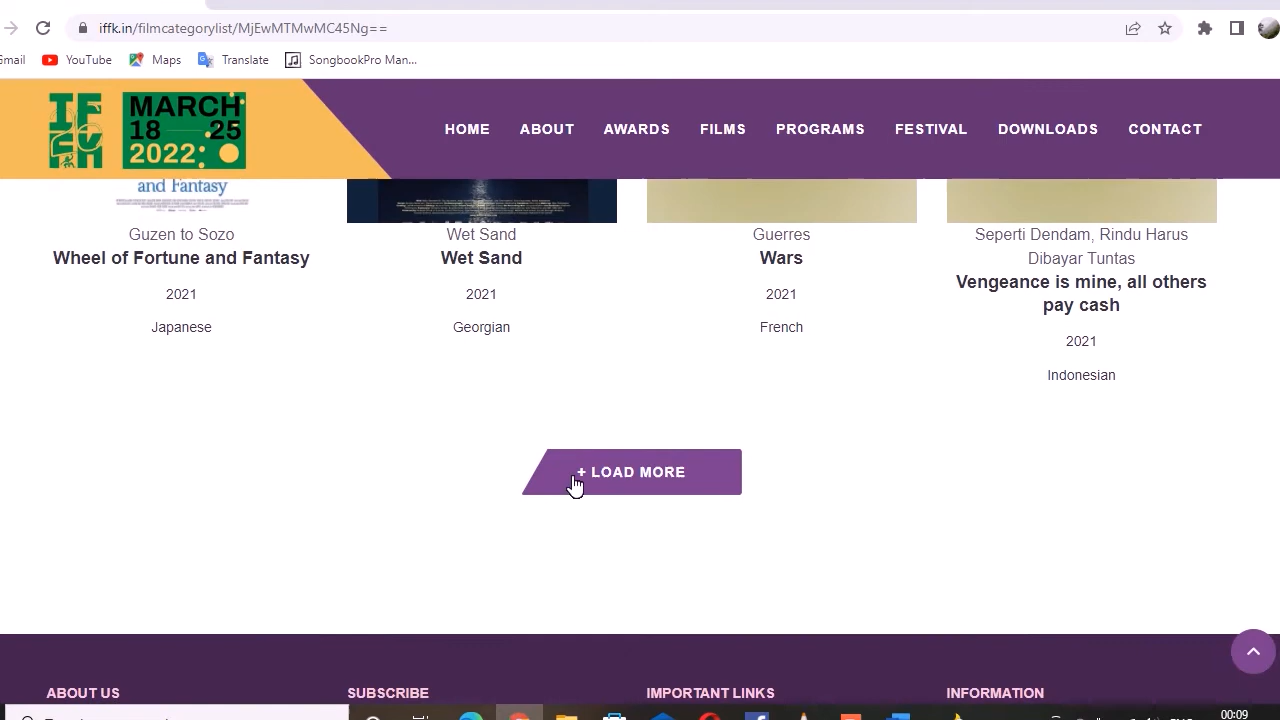 iffk.in/filmcategorylist/MjEwMTMwMC45Ng==
Gmail YouTube Maps Translate SongbookPro Man...
MARCH
18 25
2022
HOME ABOUT AWARDS FILMS PROGRAMS FESTIVAL DOWNLOADS CONTACT
and Fantasy
Guzen to Sozo
Wheel of Fortune and Fantasy
2021
Japanese
Wet Sand
Wet Sand
2021
Georgian
Guerres
Wars
2021
French
Seperti Dendam, Rindu Harus
Dibayar Tuntas
Vengeance is mine, all others
pay cash
2021
Indonesian
+ LOAD MORE
ABOUT US SUBSCRIBE IMPORTANT LINKS INFORMATION
00:09